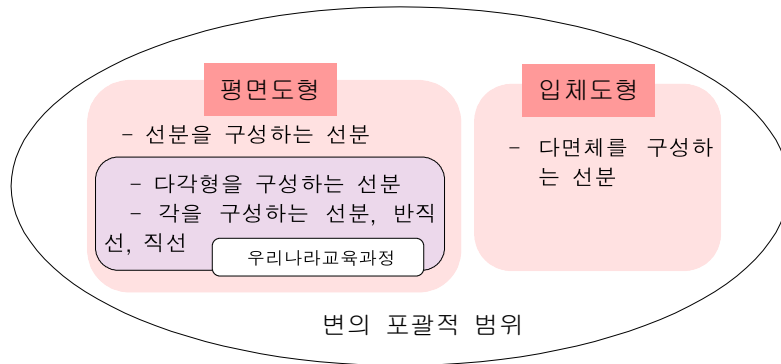 평면도형
- 선분을 구성하는 선분
- 다각형을 구성하는 선분
- 각을 구성하는 선분, 반직
선, 직선
우리나라교육과정
입체도형
- 다면체를 구성하
는 선분
변의 포괄적 범위